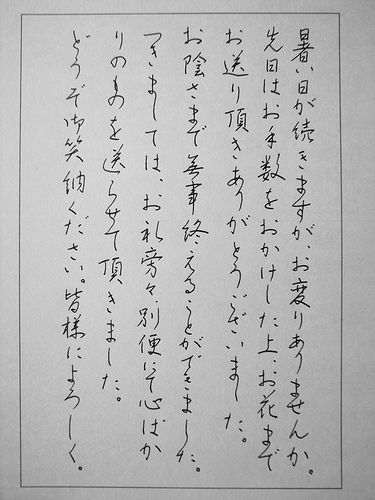 暑い日が続きますが、お変りありませんか。
先日はお手数をおかけした上、お花まで
お送り頂きありがとうございました。
お陰さまで無事終えることができました。
つきましては、お礼旁々、別便にて心ばか
りのものを送らせて頂きました。
どうぞ御笑納ください。皆様によろしく。